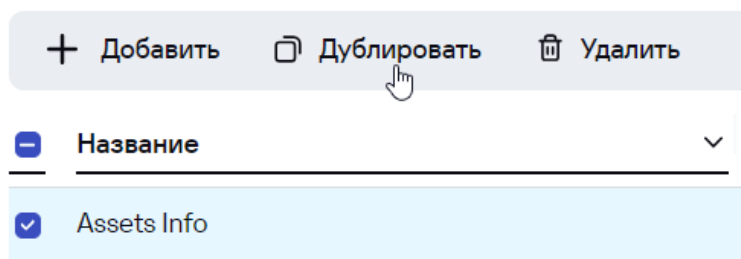 Добавить Дублировать Удалить
Название
Assets Info